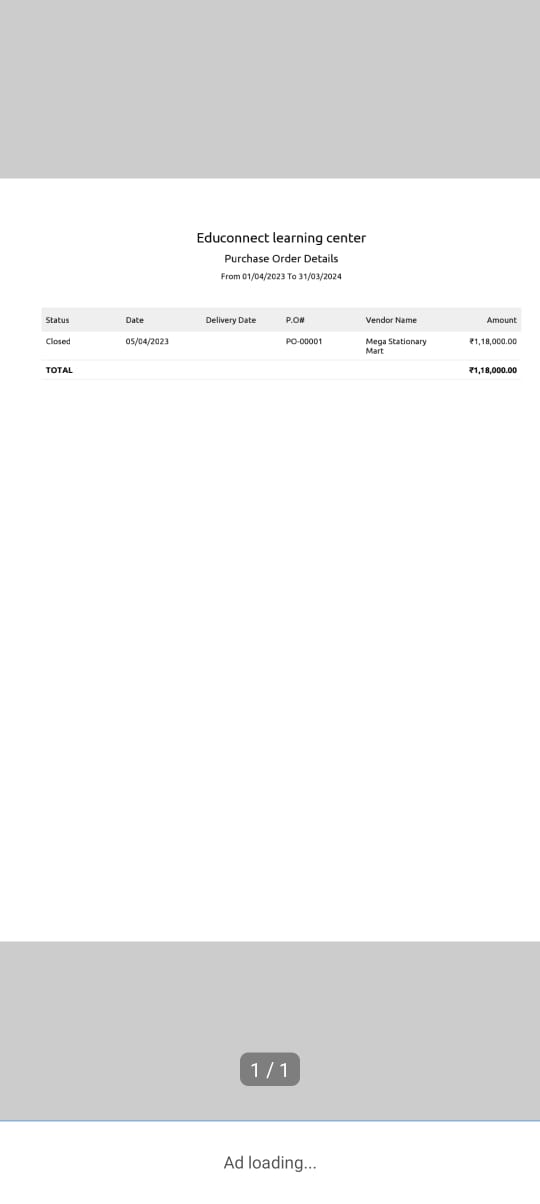 Educonnect learning center
Purchase Order Details
From 01/04/2023 To 31/03/2024
Status Date Delivery Date P.O# Vendor Name Amount
Closed 05/04/2023 PO-00001 Mega Stationary Mart ₹1,18,000.00
TOTAL ₹1,18,000.00
1 / 1
Ad loading...